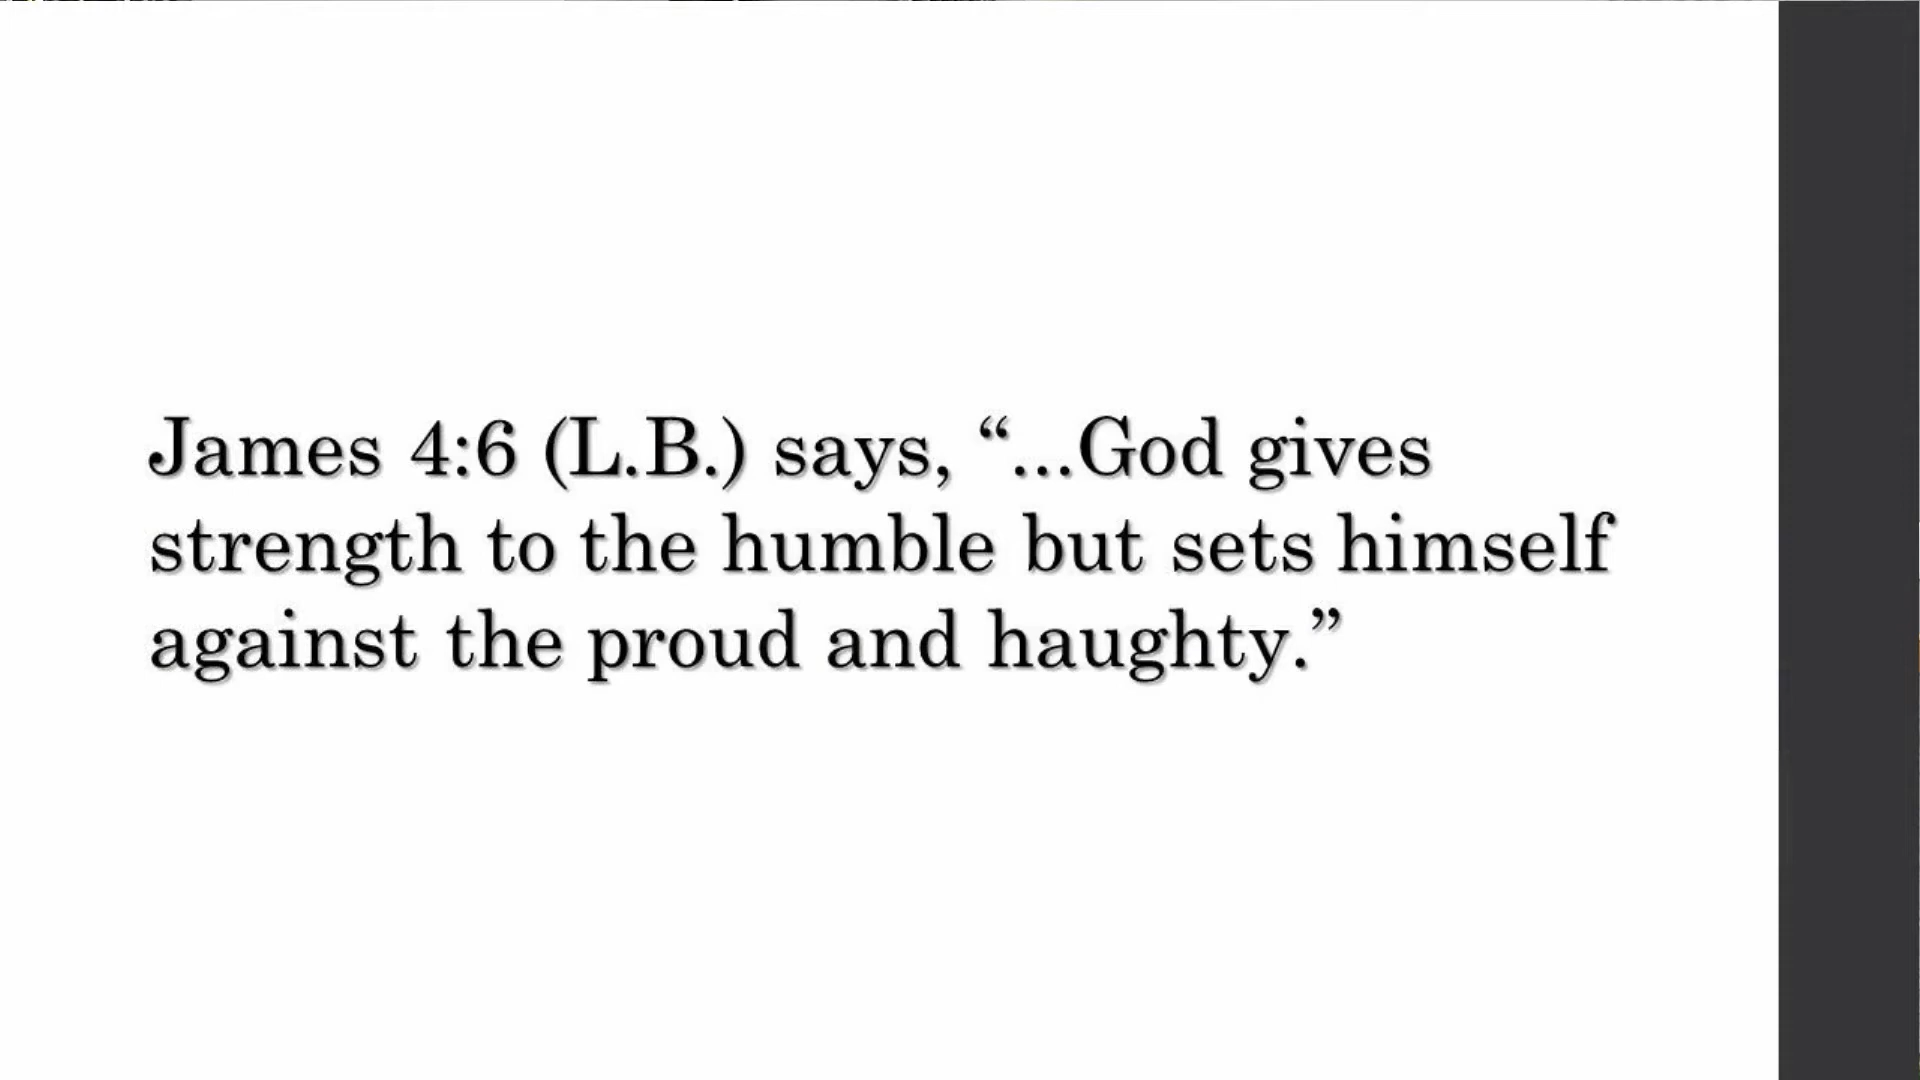 James 4:6 (L.B.) says, “...God gives
strength to the humble but sets himself
against the proud and haughty.”